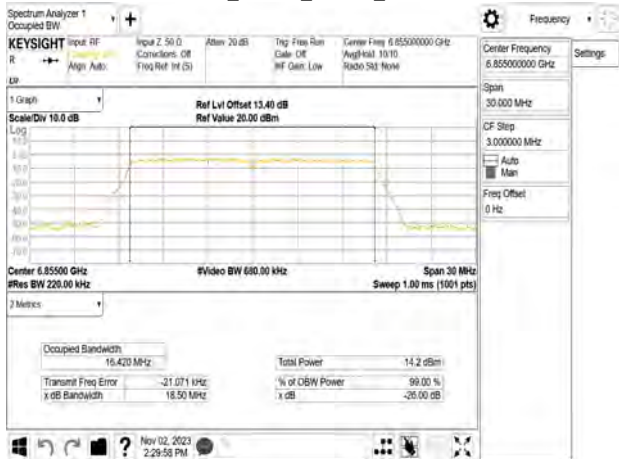 Spectrum Analyzer 1
Occupied BW
KEYSIGHT
R
Input: RF
Align: Auto
Input Z: 50 Ω
Corrections: Off
Freq Ref: Int (S)
Atten: 20 dB
Trig: Free Run
Gate: Off
#IF Gain: Low
Center Freq: 6.855000000 GHz
Avg|Hold: 10/10
Radio Std: None
1 Graph
Scale/Div 10.0 dB
Ref Lvl Offset 13.40 dB
Ref Value 20.00 dBm
Log
Center 6.85500 GHz
#Res BW 220.00 kHz
#Video BW 680.00 kHz
Span 30 MHz
Sweep 1.00 ms (1001 pts)
2 Metrics
Occupied Bandwidth
16.420 MHz
Total Power
14.2 dBm
Transmit Freq Error
-21.071 kHz
% of OBW Power
99.00 %
x dB Bandwidth
18.50 MHz
x dB
-26.00 dB
Nov 02, 2023
2:29:58 PM
Frequency
Center Frequency
6.855000000 GHz
Settings
Span
30.000 MHz
CF Step
3.000000 MHz
Auto
Man
Freq Offset
0 Hz